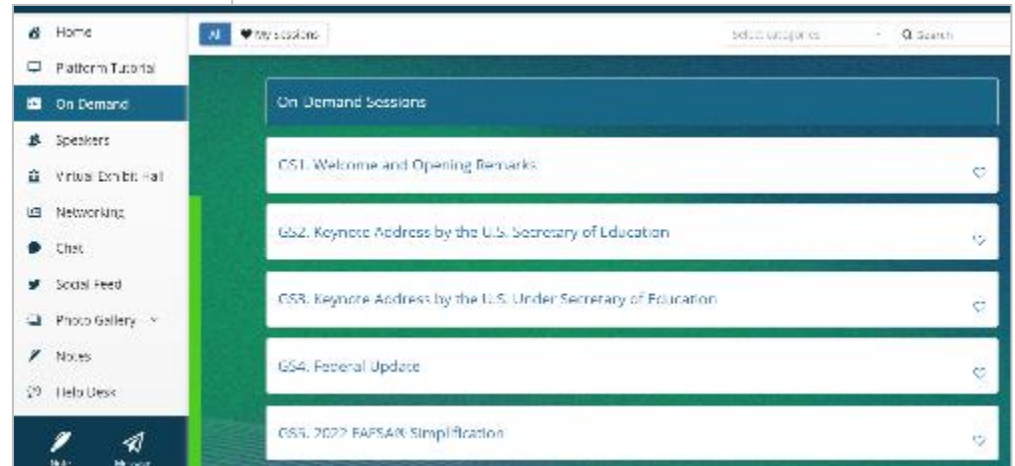 Home
Platform Tutorial
On Demand
Speakers
Virtual Exhibit Hall
Networking
Chat
Social Feed
Photo Gallery
Notes
Help Desk
All
My Sessions
Select categories
Search
On-Demand Sessions
GS1. Welcome and Opening Remarks
GS2. Keynote Address by the U.S. Secretary of Education
GS3. Keynote Address by the U.S. Under Secretary of Education
GS4. Federal Update
GS5. 2022 FAFSA® Simplification